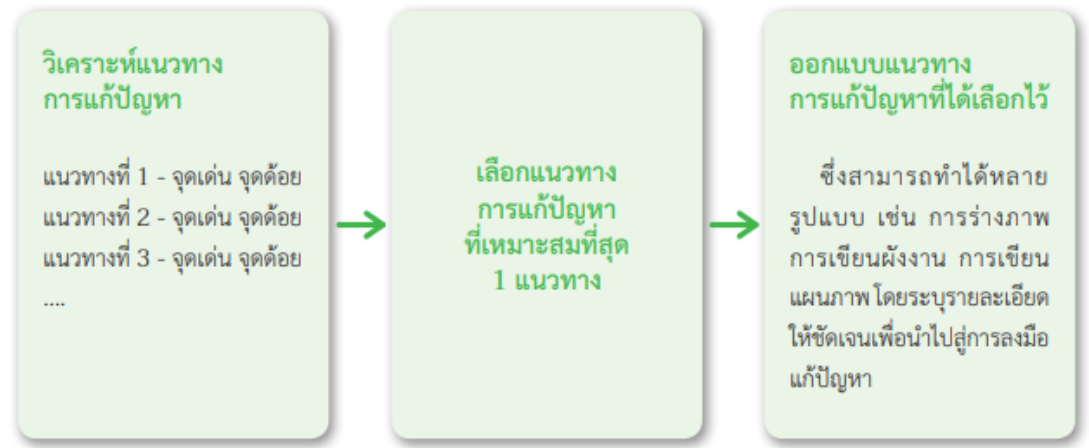 วิเคราะห์แนวทาง
การแก้ปัญหา
แนวทางที่ 1 - จุดเด่น จุดด้อย
แนวทางที่ 2 - จุดเด่น จุดด้อย
แนวทางที่ 3 - จุดเด่น จุดด้อย
....
เลือกแนวทาง
การแก้ปัญหา
ที่เหมาะสมที่สุด
1 แนวทาง
ออกแบบแนวทาง
การแก้ปัญหาที่ได้เลือกไว้
ซึ่งสามารถทำได้หลาย
รูปแบบ เช่น การร่างภาพ
การเขียนผังงาน การเขียน
แผนภาพ โดยระบุรายละเอียด
ให้ชัดเจนเพื่อนำไปสู่การลงมือ
แก้ปัญหา